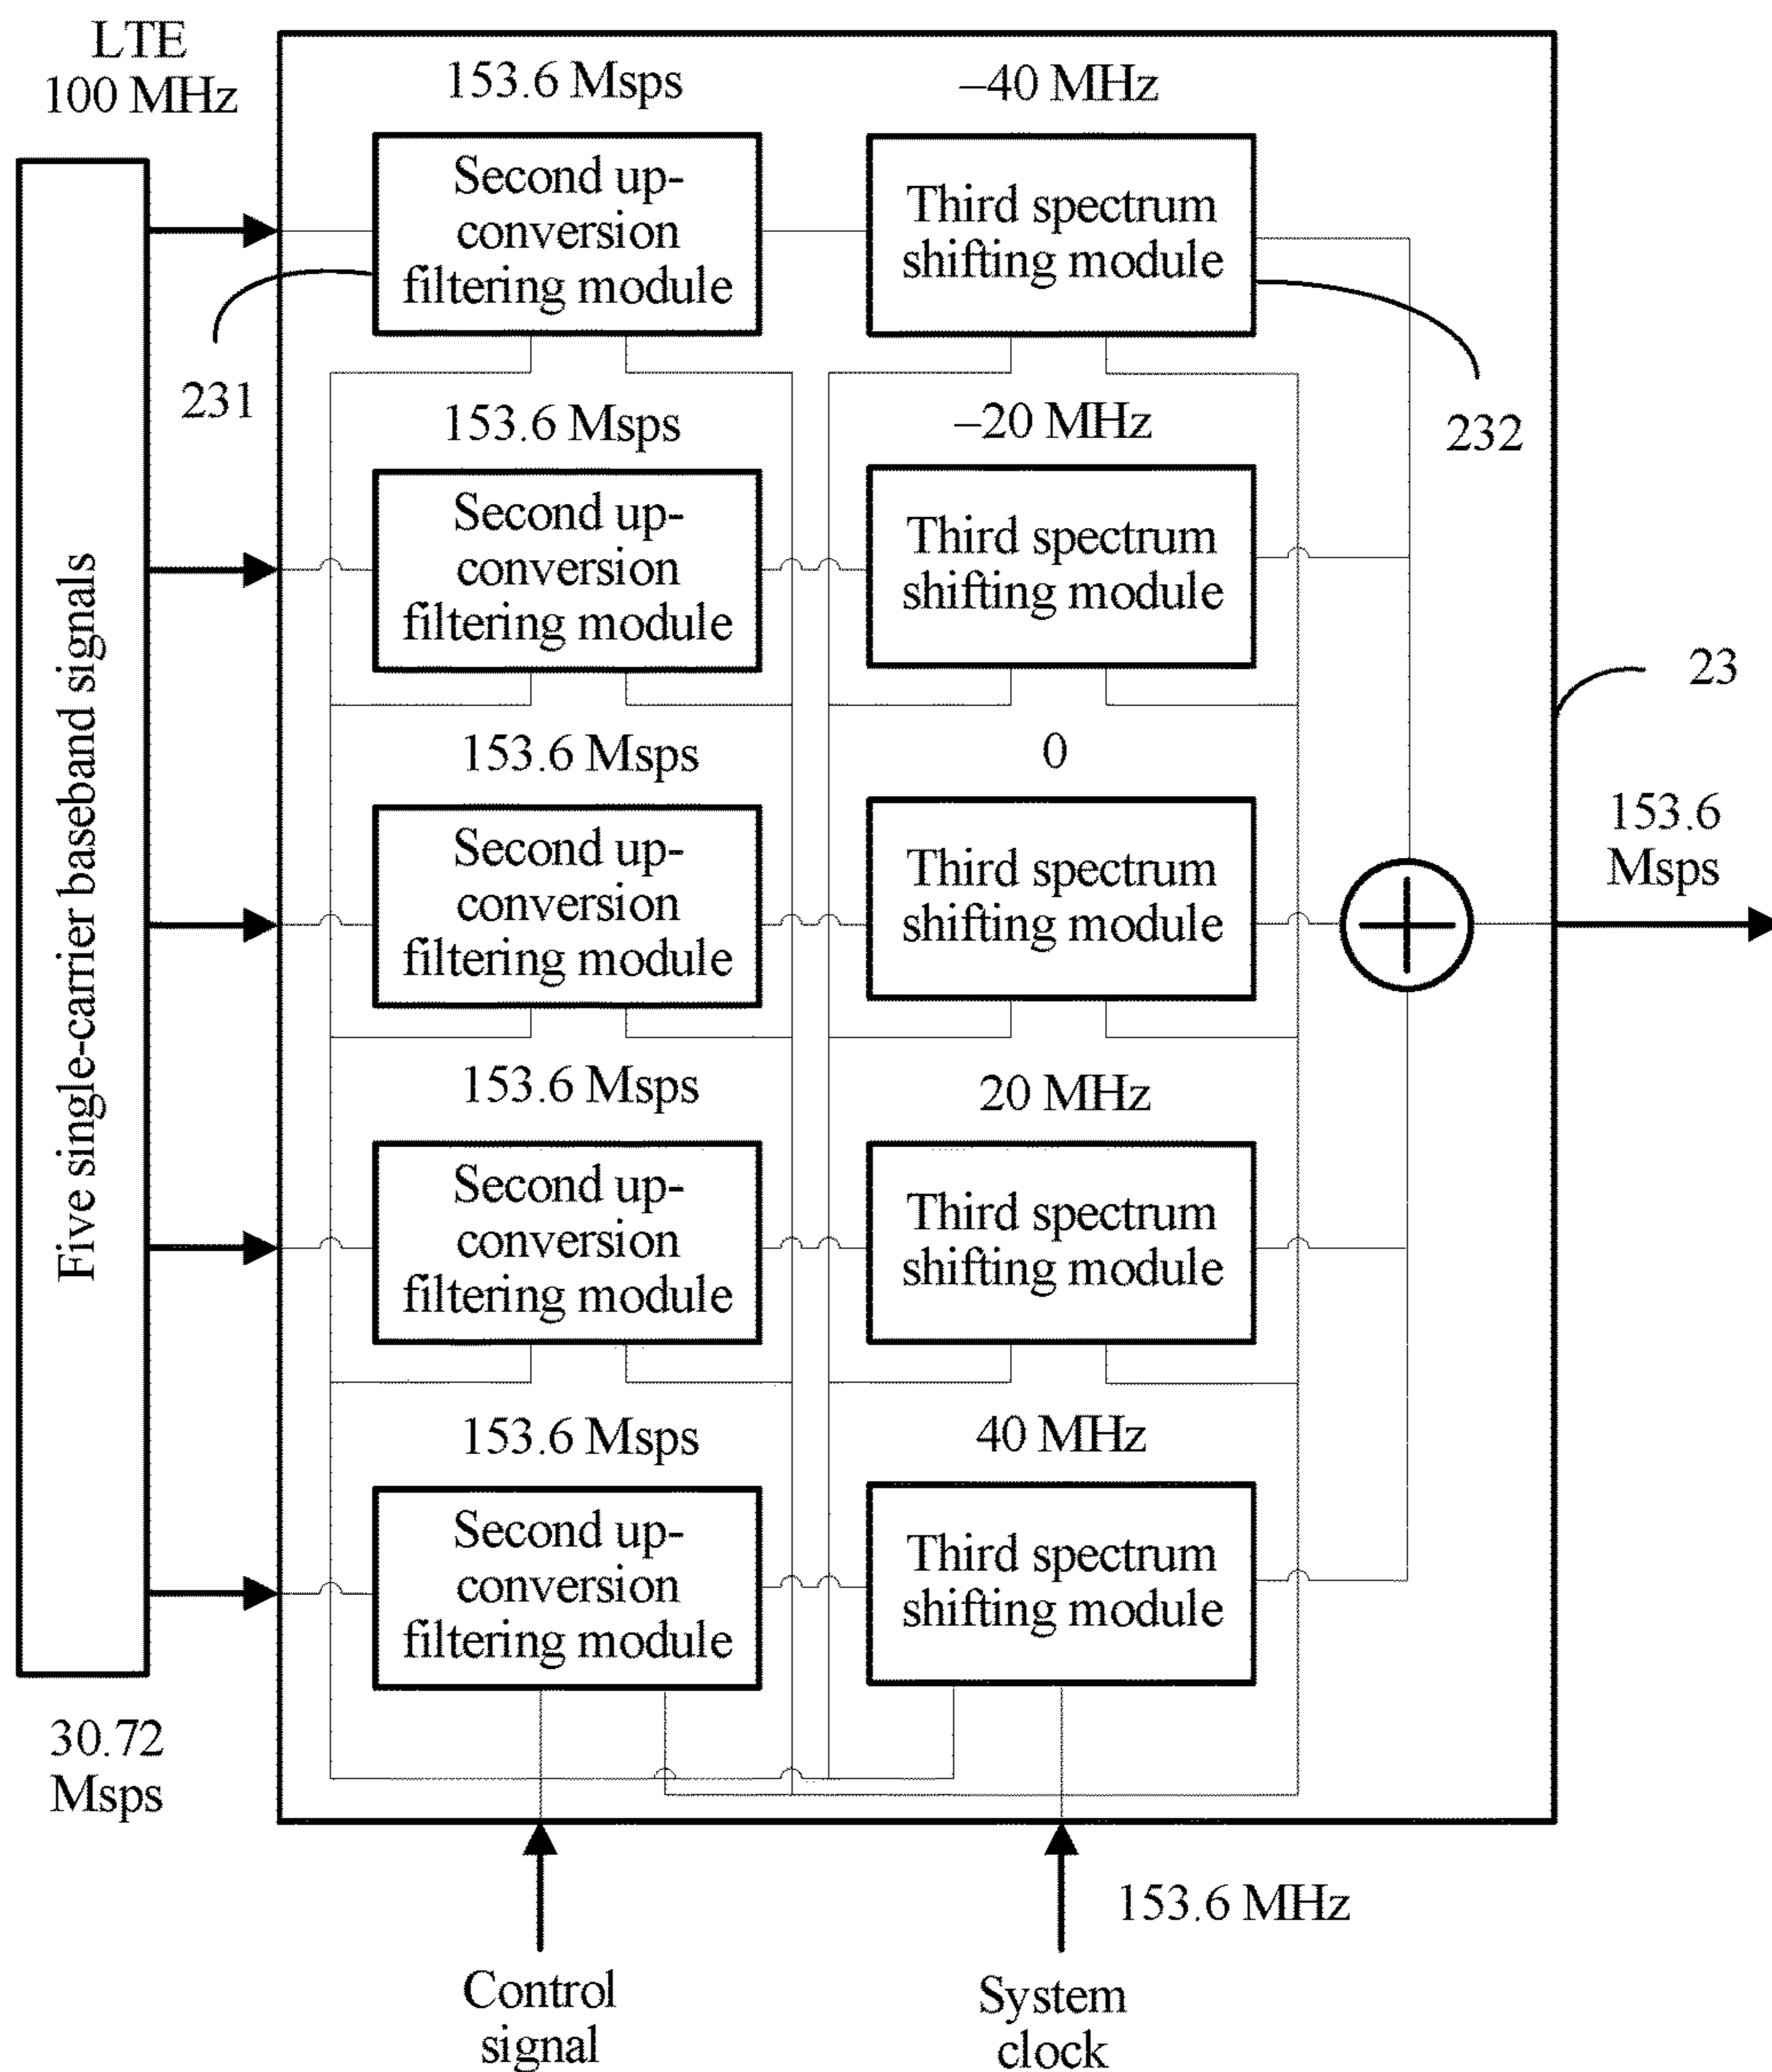 LTE
100 MHz
153.6 Msps
–40 MHz
Second up-
conversion
filtering module
Third spectrum
shifting module
231
232
153.6 Msps
–20 MHz
Second up-
conversion
filtering module
Third spectrum
shifting module
Five single-carrier baseband signals
23
153.6 Msps
0
Second up-
conversion
filtering module
Third spectrum
shifting module
153.6
Msps
153.6 Msps
20 MHz
Second up-
conversion
filtering module
Third spectrum
shifting module
153.6 Msps
40 MHz
Second up-
conversion
filtering module
Third spectrum
shifting module
30.72
Msps
153.6 MHz
Control
signal
System
clock